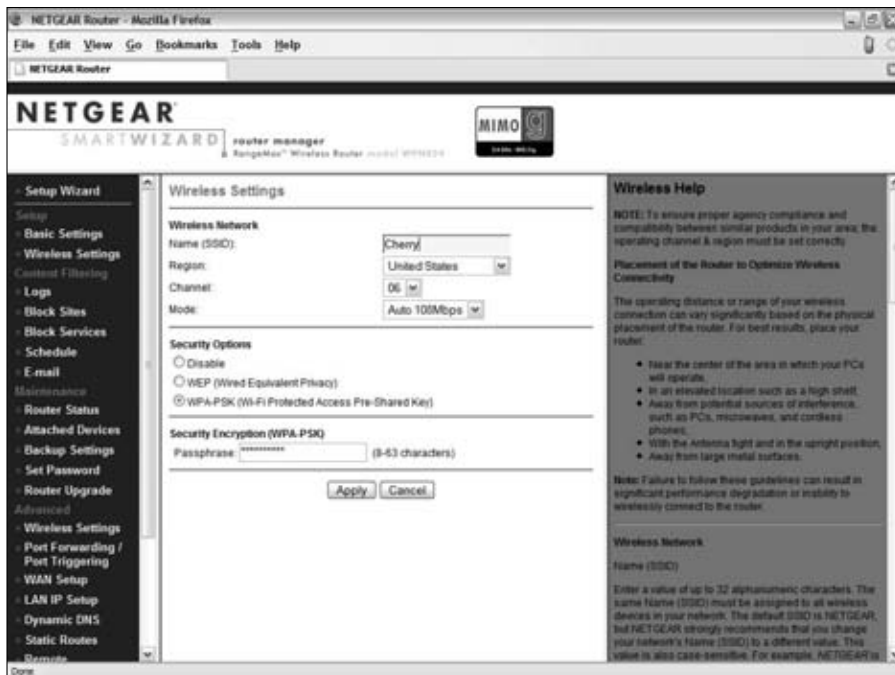 NETGEAR Router - Mozilla Firefox
File Edit View Go Bookmarks Tools Help
NETGEAR Router
NETGEAR
SMARTWIZARD router manager
RangeMax™ Wireless Router model
MIMO g
Setup Wizard
Setup
Basic Settings
Wireless Settings
Content Filtering
Logs
Block Sites
Block Services
Schedule
E-mail
Maintenance
Router Status
Attached Devices
Backup Settings
Set Password
Router Upgrade
Advanced
Wireless Settings
Port Forwarding /
Port Triggering
WAN Setup
LAN IP Setup
Dynamic DNS
Static Routes
Remote
Wireless Settings
Wireless Network
Name (SSID): Cherry
Region: United States
Channel: 06
Mode: Auto 108Mbps
Security Options
Disable
WEP (Wired Equivalent Privacy)
WPA-PSK (Wi-Fi Protected Access Pre-Shared Key)
Security Encryption (WPA-PSK)
Passphrase: ********** (8-63 characters)
Apply Cancel
Wireless Help
NOTE: To ensure proper agency compliance and
compatibility between similar products in your area; the
operating channel & region must be set correctly.
Placement of the Router to Optimize Wireless
Connectivity
The operating distance or range of your wireless
connection can vary significantly based on the physical
placement of the router. For best results, place your
router:
Near the center of the area in which your PCs
will operate,
In an elevated location such as a high shelf,
Away from potential sources of interference,
such as PCs, microwaves, and cordless
phones,
With the Antenna tight and in the upright position,
Away from large metal surfaces.
Note: Failure to follow these guidelines can result in
significant performance degradation or inability to
wirelessly connect to the router.
Wireless Network
Name (SSID)
Enter a value of up to 32 alphanumeric characters. The
same Name (SSID) must be assigned to all wireless
devices in your network. The default SSID is NETGEAR,
but NETGEAR strongly recommends that you change
your network's Name (SSID) to a different value. This
value is also case-sensitive. For example, NETGEAR is
Done